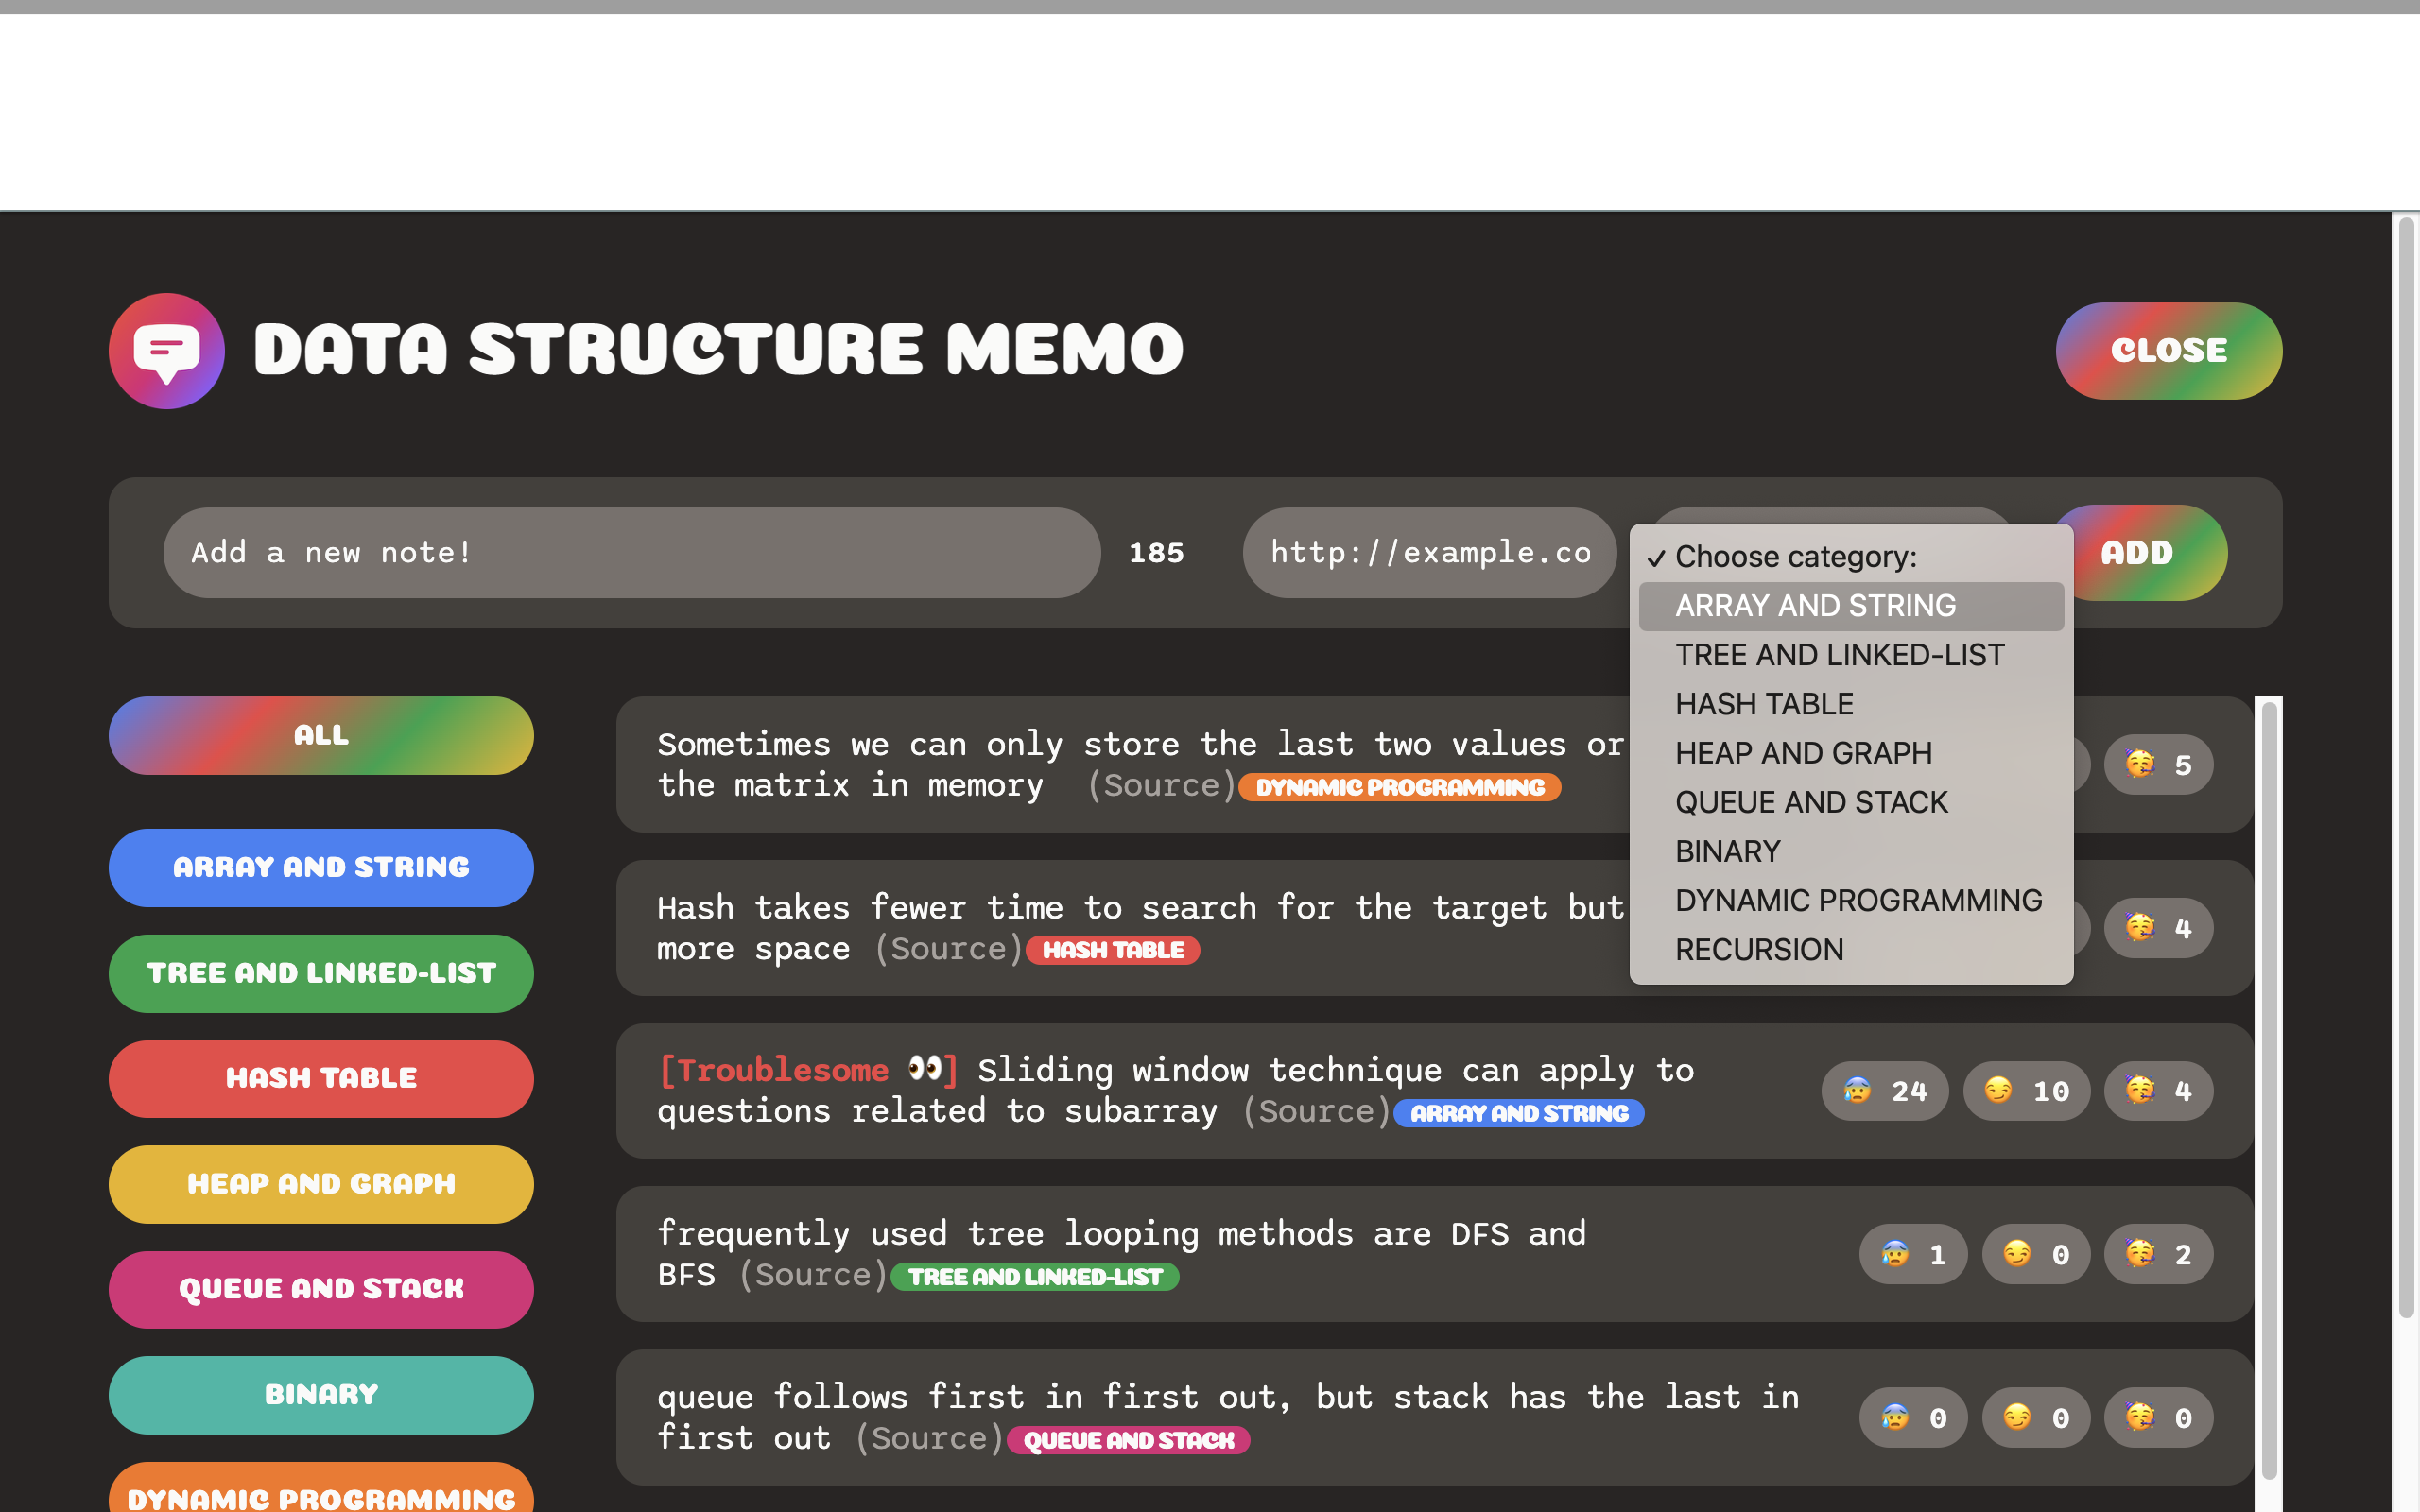 DATA STRUCTURE MEMO
CLOSE
Add a new note!
185
http://example.co
ADD
✓ Choose category:
ARRAY AND STRING
TREE AND LINKED-LIST
HASH TABLE
HEAP AND GRAPH
QUEUE AND STACK
BINARY
DYNAMIC PROGRAMMING
RECURSION
ALL
ARRAY AND STRING
TREE AND LINKED-LIST
HASH TABLE
HEAP AND GRAPH
QUEUE AND STACK
BINARY
DYNAMIC PROGRAMMING
Sometimes we can only store the last two values or
the matrix in memory (Source) DYNAMIC PROGRAMMING
🥳 5
Hash takes fewer time to search for the target but
more space (Source) HASH TABLE
🥳 4
[Troublesome 👀] Sliding window technique can apply to
questions related to subarray (Source) ARRAY AND STRING
😰 24 😏 10 🥳 4
frequently used tree looping methods are DFS and
BFS (Source) TREE AND LINKED-LIST
😰 1 😏 0 🥳 2
queue follows first in first out, but stack has the last in
first out (Source) QUEUE AND STACK
😰 0 😏 0 🥳 0